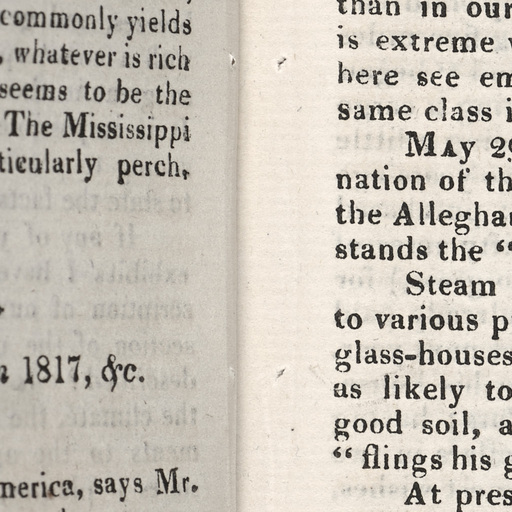 commonly yields
, whatever is rich
seems to be the
The Mississippi
ticularly perch,
1817, &c.
merica, says Mr.
than in our
is extreme
here see em
same class i
May 29
nation of th
the Allegha
stands the “
Steam
to various p
glass-houses
as likely to
good soil, a
“ flings his g
At pres